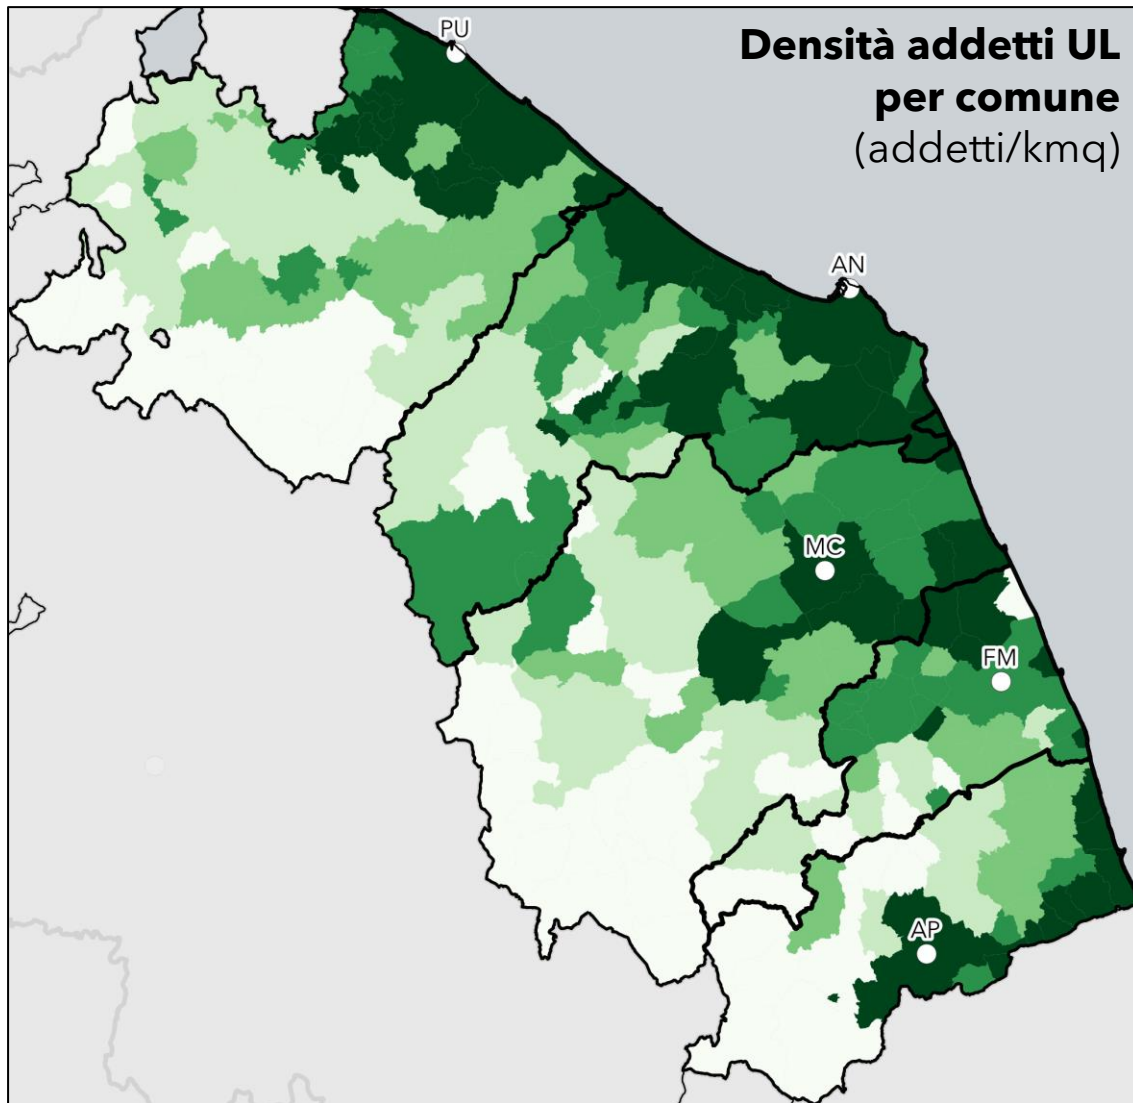 Densità addetti UL
per comune
(addetti/kmq)
PU
AN
MC
FM
AP